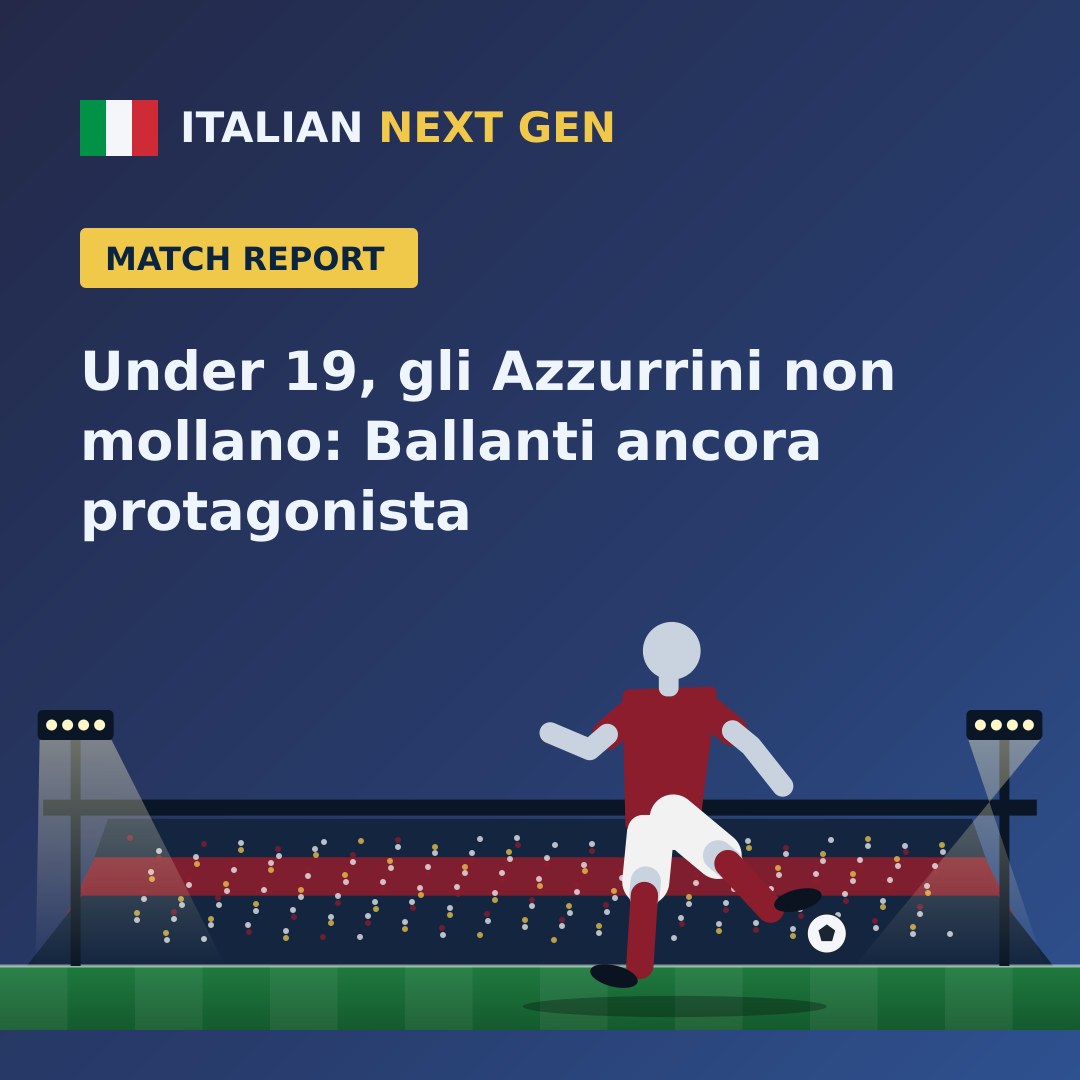 ITALIAN NEXT GEN
MATCH REPORT
Under 19, gli Azzurrini non
mollano: Ballanti ancora
protagonista